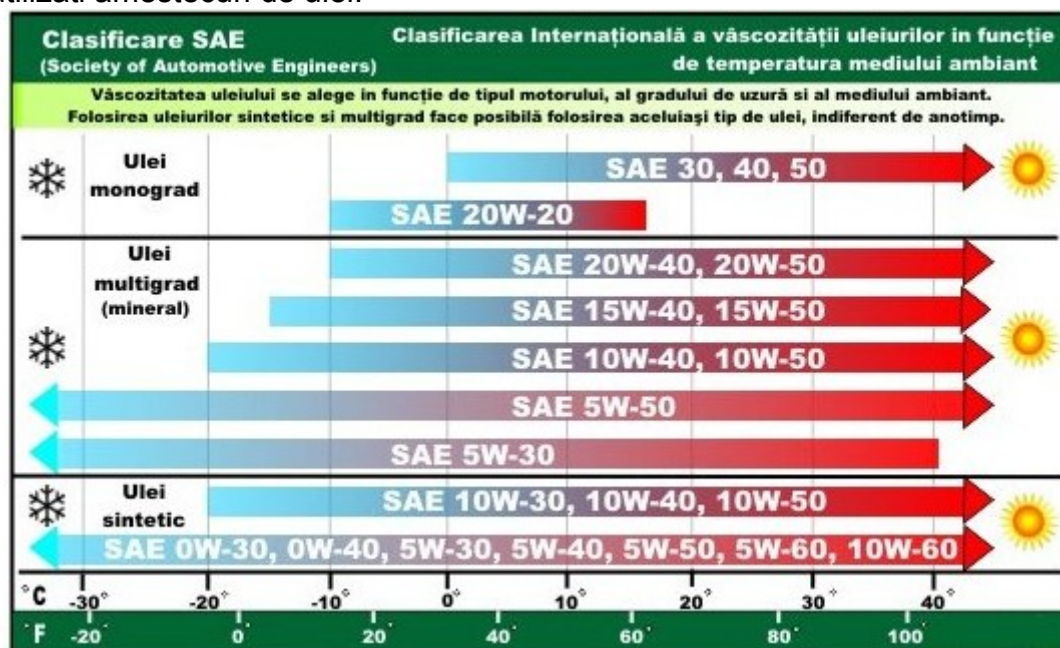 utilizati amestecuri de ulei.
Clasificare SAE
(Society of Automotive Engineers)
Clasificarea Internațională a vâscozității uleiurilor in funcție
de temperatura mediului ambiant
Vâscozitatea uleiului se alege in funcție de tipul motorului, al gradului de uzură si al mediului ambiant.
Folosirea uleiurilor sintetice si multigrad face posibilă folosirea aceluiași tip de ulei, indiferent de anotimp.
Ulei
monograd
SAE 30, 40, 50
SAE 20W-20
Ulei
multigrad
(mineral)
SAE 20W-40, 20W-50
SAE 15W-40, 15W-50
SAE 10W-40, 10W-50
SAE 5W-50
SAE 5W-30
Ulei
sintetic
SAE 10W-30, 10W-40, 10W-50
SAE 0W-30, 0W-40, 5W-30, 5W-40, 5W-50, 5W-60, 10W-60
°C -30° -20° -10° 0° 10° 20° 30° 40°
°F -20° 0° 20° 40° 60° 80° 100°